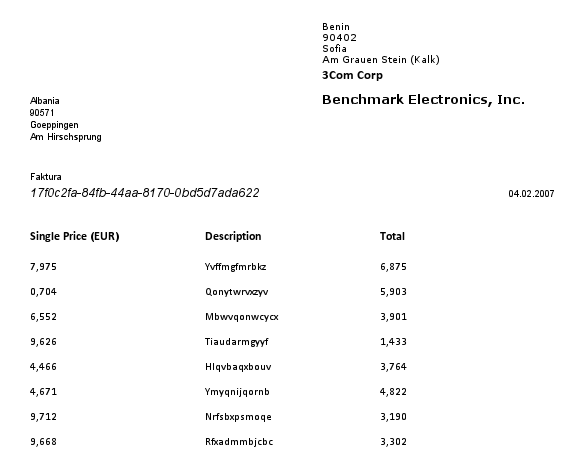 Benin
90402
Sofia
Am Grauen Stein (Kalk)
3Com Corp
Benchmark Electronics, Inc.
Albania
90571
Goeppingen
Am Hirschsprung
Faktura
17f0c2fa-84fb-44aa-8170-0bd5d7ada622 04.02.2007
Single Price (EUR) Description Total
7,975 Yvffmgfmrbkz 6,875
0,704 Qonytwrvxzyv 5,903
6,552 Mbwvqonwcycx 3,901
9,626 Tiaudarmgyyf 1,433
4,466 Hlqvbaqxbouv 3,764
4,671 Ymyqnijqornb 4,822
9,712 Nrfsbxpsmoqe 3,190
9,668 Rfxadmmbjcbc 3,302